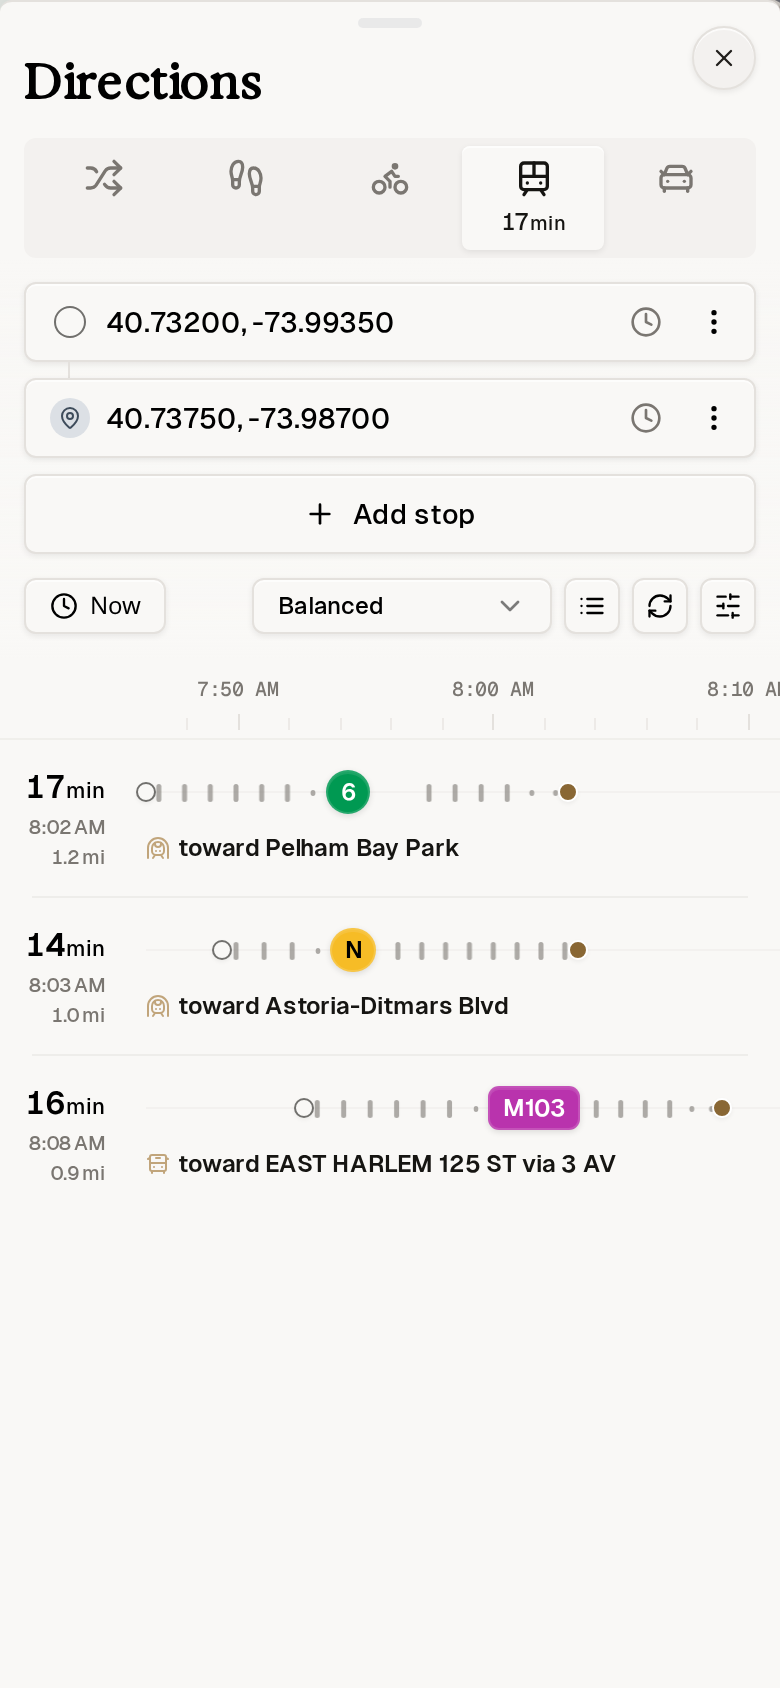 Directions
17min
40.73200, -73.99350
40.73750, -73.98700
Add stop
Now
Balanced
7:50 AM 8:00 AM 8:10 A
17min
6
8:02 AM
1.2 mi
toward Pelham Bay Park
14min
N
8:03 AM
1.0 mi
toward Astoria-Ditmars Blvd
16min
M103
8:08 AM
0.9 mi
toward EAST HARLEM 125 ST via 3 AV